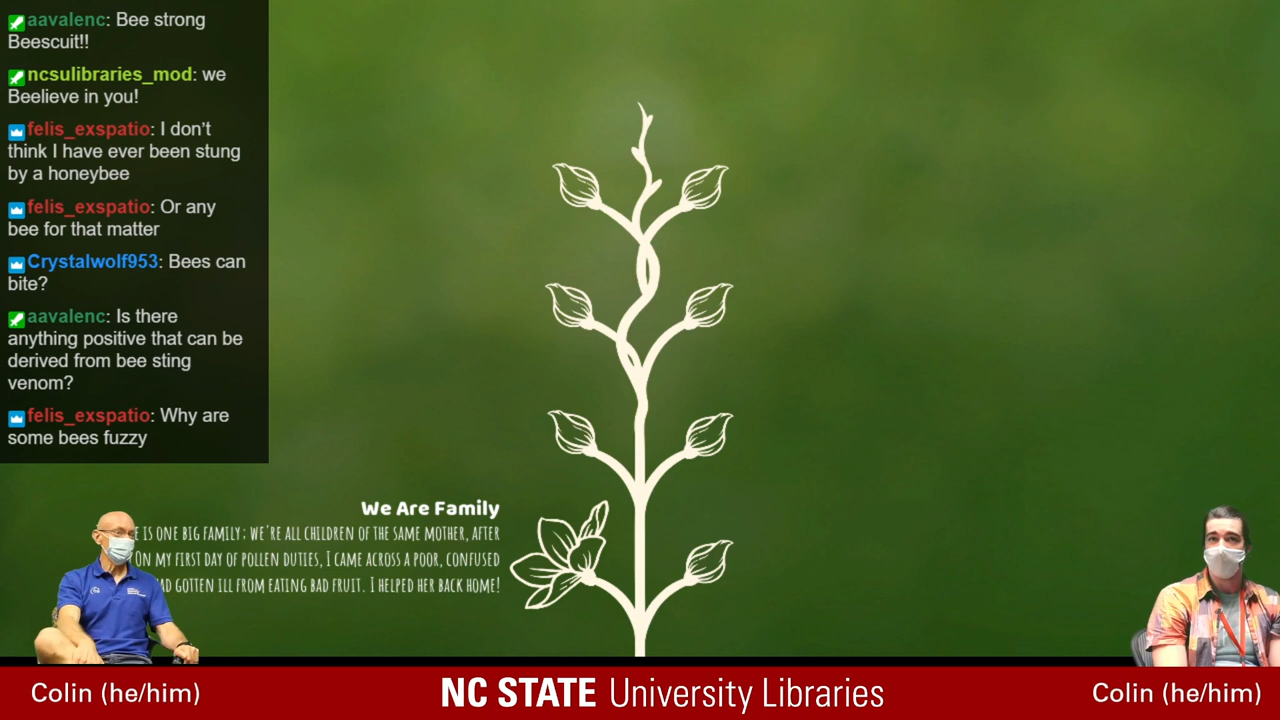 aavalenc: Bee strong
Beescuit!!
ncsulibraries_mod: we
Beelieve in you!
felis_exspatio: I don't
think I have ever been stung
by a honeybee
felis_exspatio: Or any
bee for that matter
Crystalwolf953: Bees can
bite?
aavalenc: Is there
anything positive that can be
derived from bee sting
venom?
felis_exspatio: Why are
some bees fuzzy
We Are Family
IS ONE BIG FAMILY; WE'RE ALL CHILDREN OF THE SAME MOTHER, AFTER
ON MY FIRST DAY OF POLLEN DUTIES, I CAME ACROSS A POOR, CONFUSED
GOTTEN ILL FROM EATING BAD FRUIT. I HELPED HER BACK HOME!
Colin (he/him)
NC STATE University Libraries
Colin (he/him)